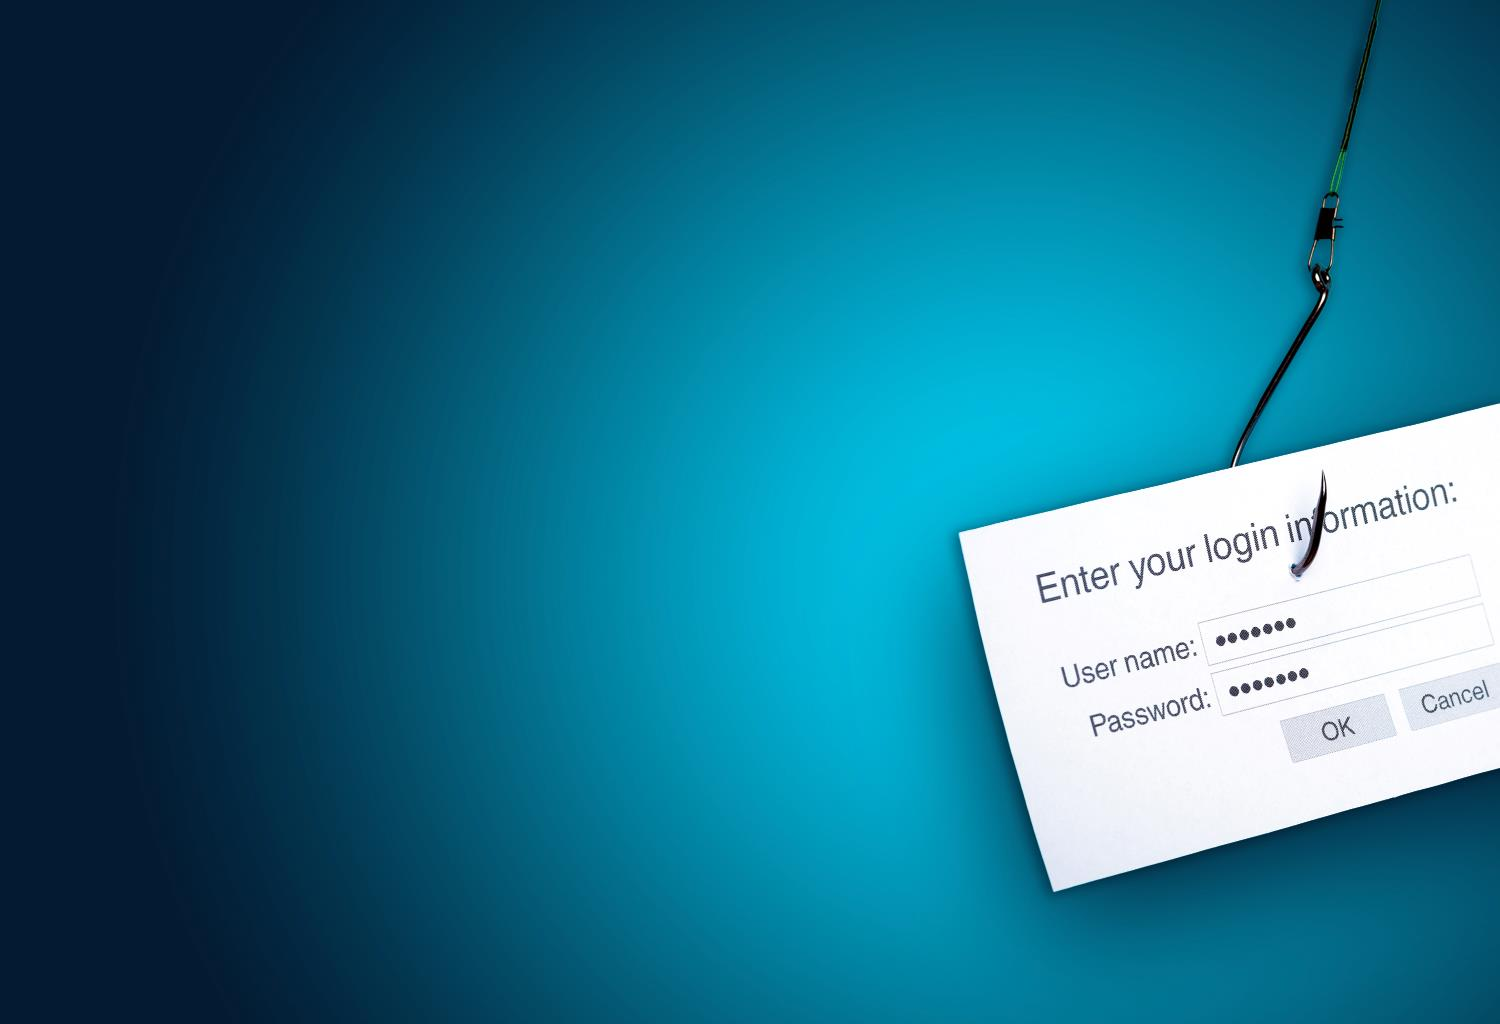 Enter your login information:
User name: •••••••
Password: •••••••
OK Cancel